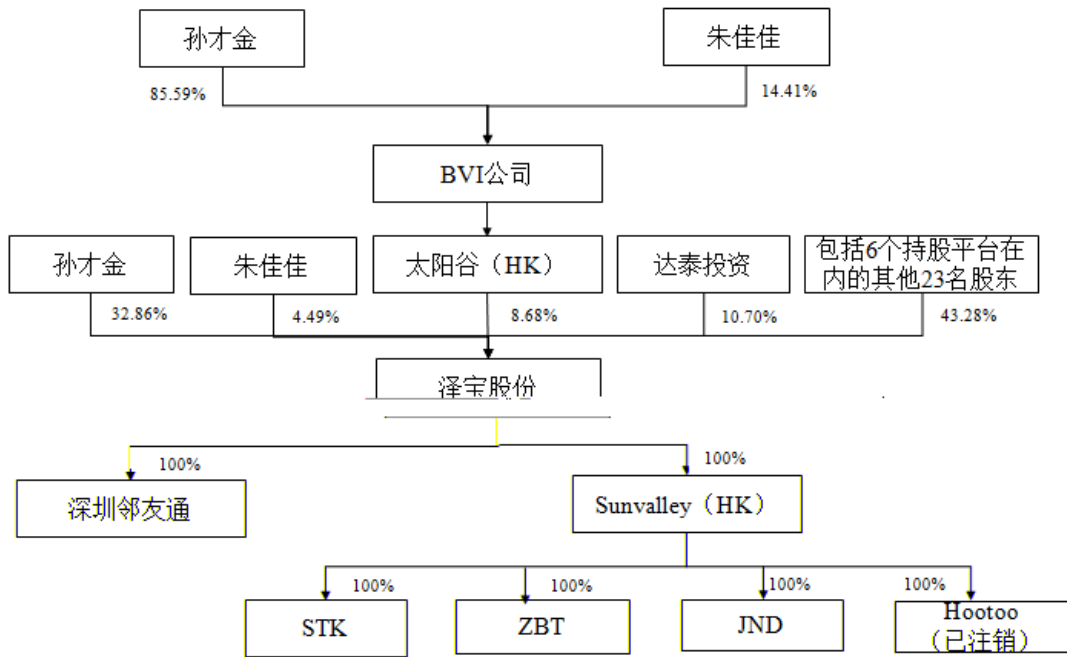 孙才金
朱佳佳
85.59%
14.41%
BVI公司
孙才金
朱佳佳
太阳谷（HK）
达泰投资
包括6个持股平台在
内的其他23名股东
32.86%
4.49%
8.68%
10.70%
43.28%
泽宝股份
100%
100%
深圳邻友通
Sunvalley（HK）
100%
100%
100%
100%
STK
ZBT
JND
Hootoo
（已注销）